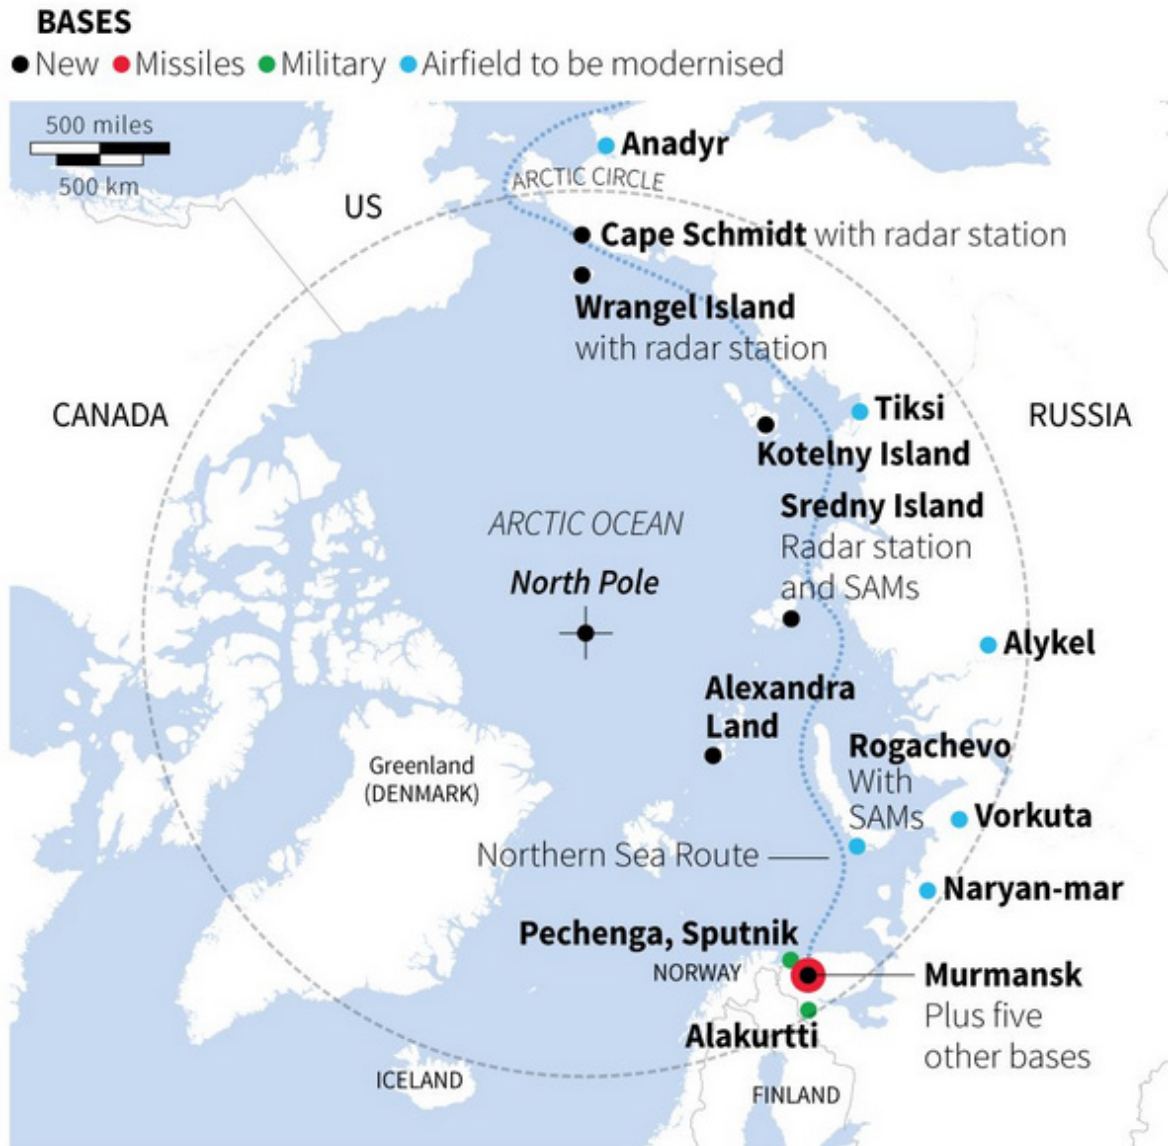 BASES
New Missiles Military Airfield to be modernised
500 miles
500 km
Anadyr
ARCTIC CIRCLE
US
Cape Schmidt with radar station
Wrangel Island
with radar station
CANADA
Tiksi
RUSSIA
Kotelny Island
Sredny Island
Radar station
and SAMs
ARCTIC OCEAN
North Pole
Alykel
Alexandra
Land
Rogachevo
With
SAMs
Greenland
(DENMARK)
Vorkuta
Northern Sea Route
Naryan-mar
Pechenga, Sputnik
NORWAY
Murmansk
Plus five
other bases
Alakurtti
ICELAND
FINLAND